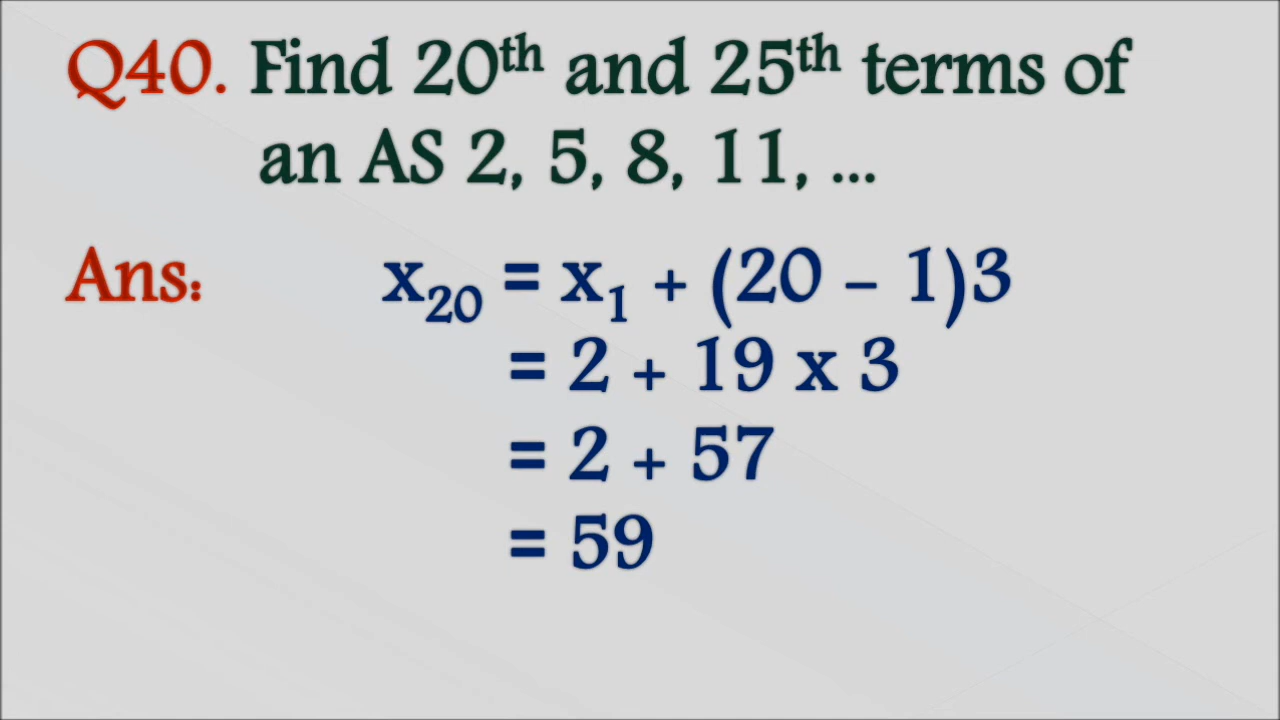 Q40. Find 20th and 25th terms of
an AS 2, 5, 8, 11, ...
Ans: x₂₀ = x₁ + (20 – 1)3
= 2 + 19 x 3
= 2 + 57
= 59